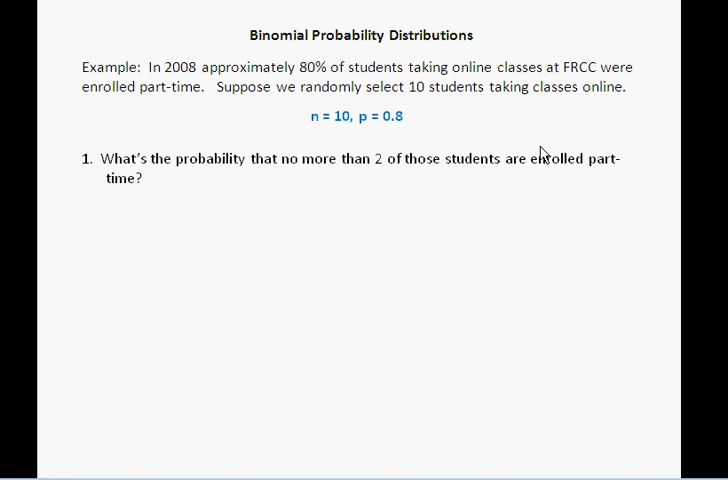 Binomial Probability Distributions
Example: In 2008 approximately 80% of students taking online classes at FRCC were
enrolled part-time. Suppose we randomly select 10 students taking classes online.
n = 10, p = 0.8
1. What's the probability that no more than 2 of those students are enrolled part-
time?